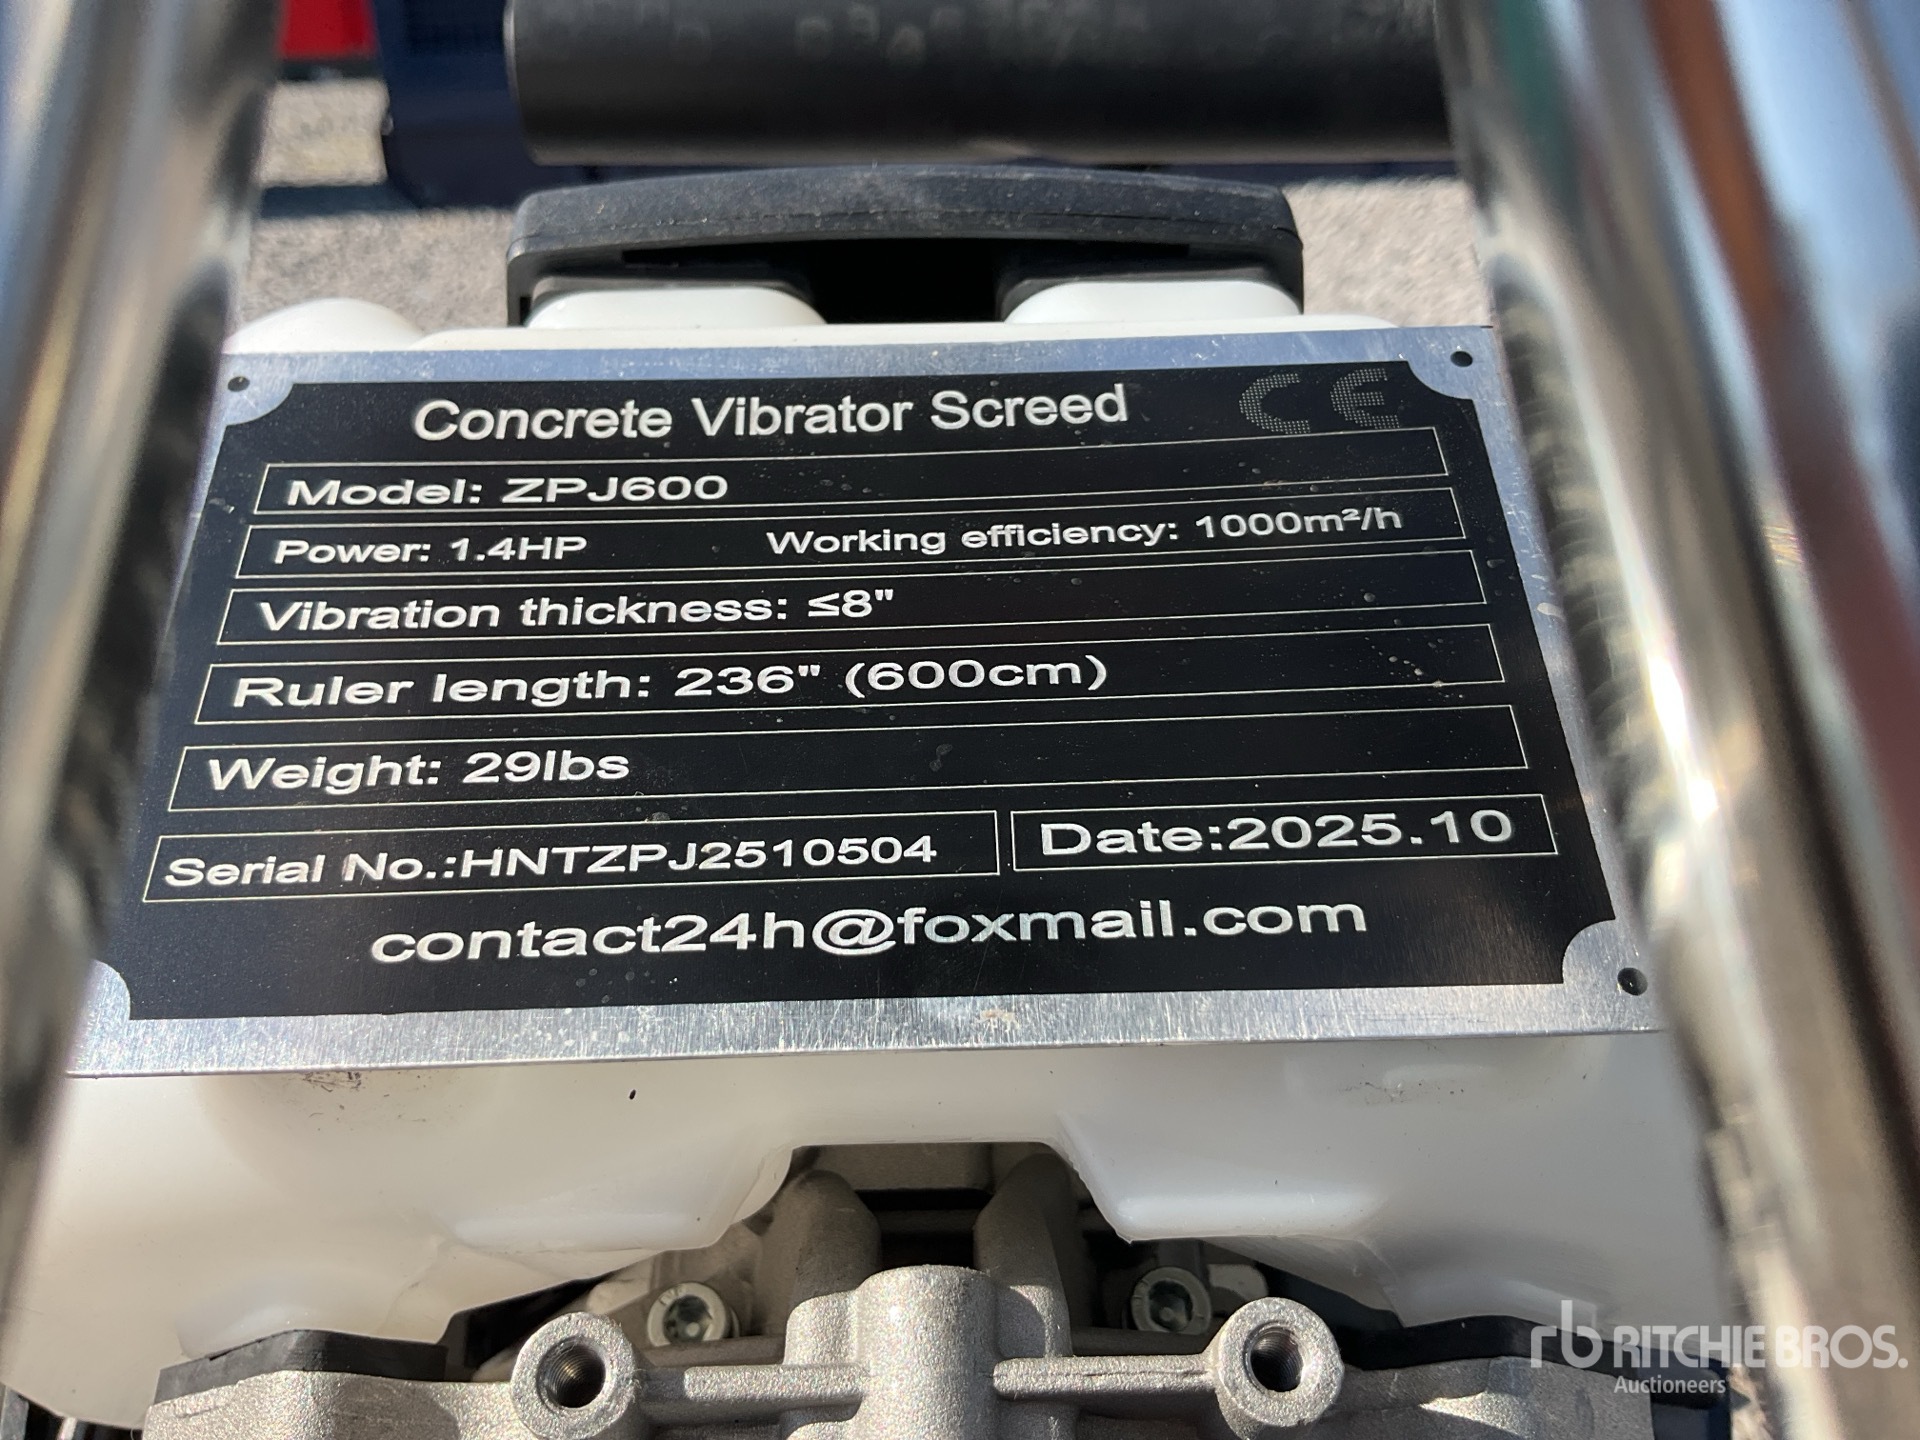 Concrete Vibrator Screed CE
Model: ZPJ600
Power: 1.4HP Working efficiency: 1000m²/h
Vibration thickness: ≤8"
Ruler length: 236" (600cm)
Weight: 29lbs
Serial No.:HNTZPJ2510504 Date:2025.10
contact24h@foxmail.com
rb RITCHIE BROS.
Auctioneers